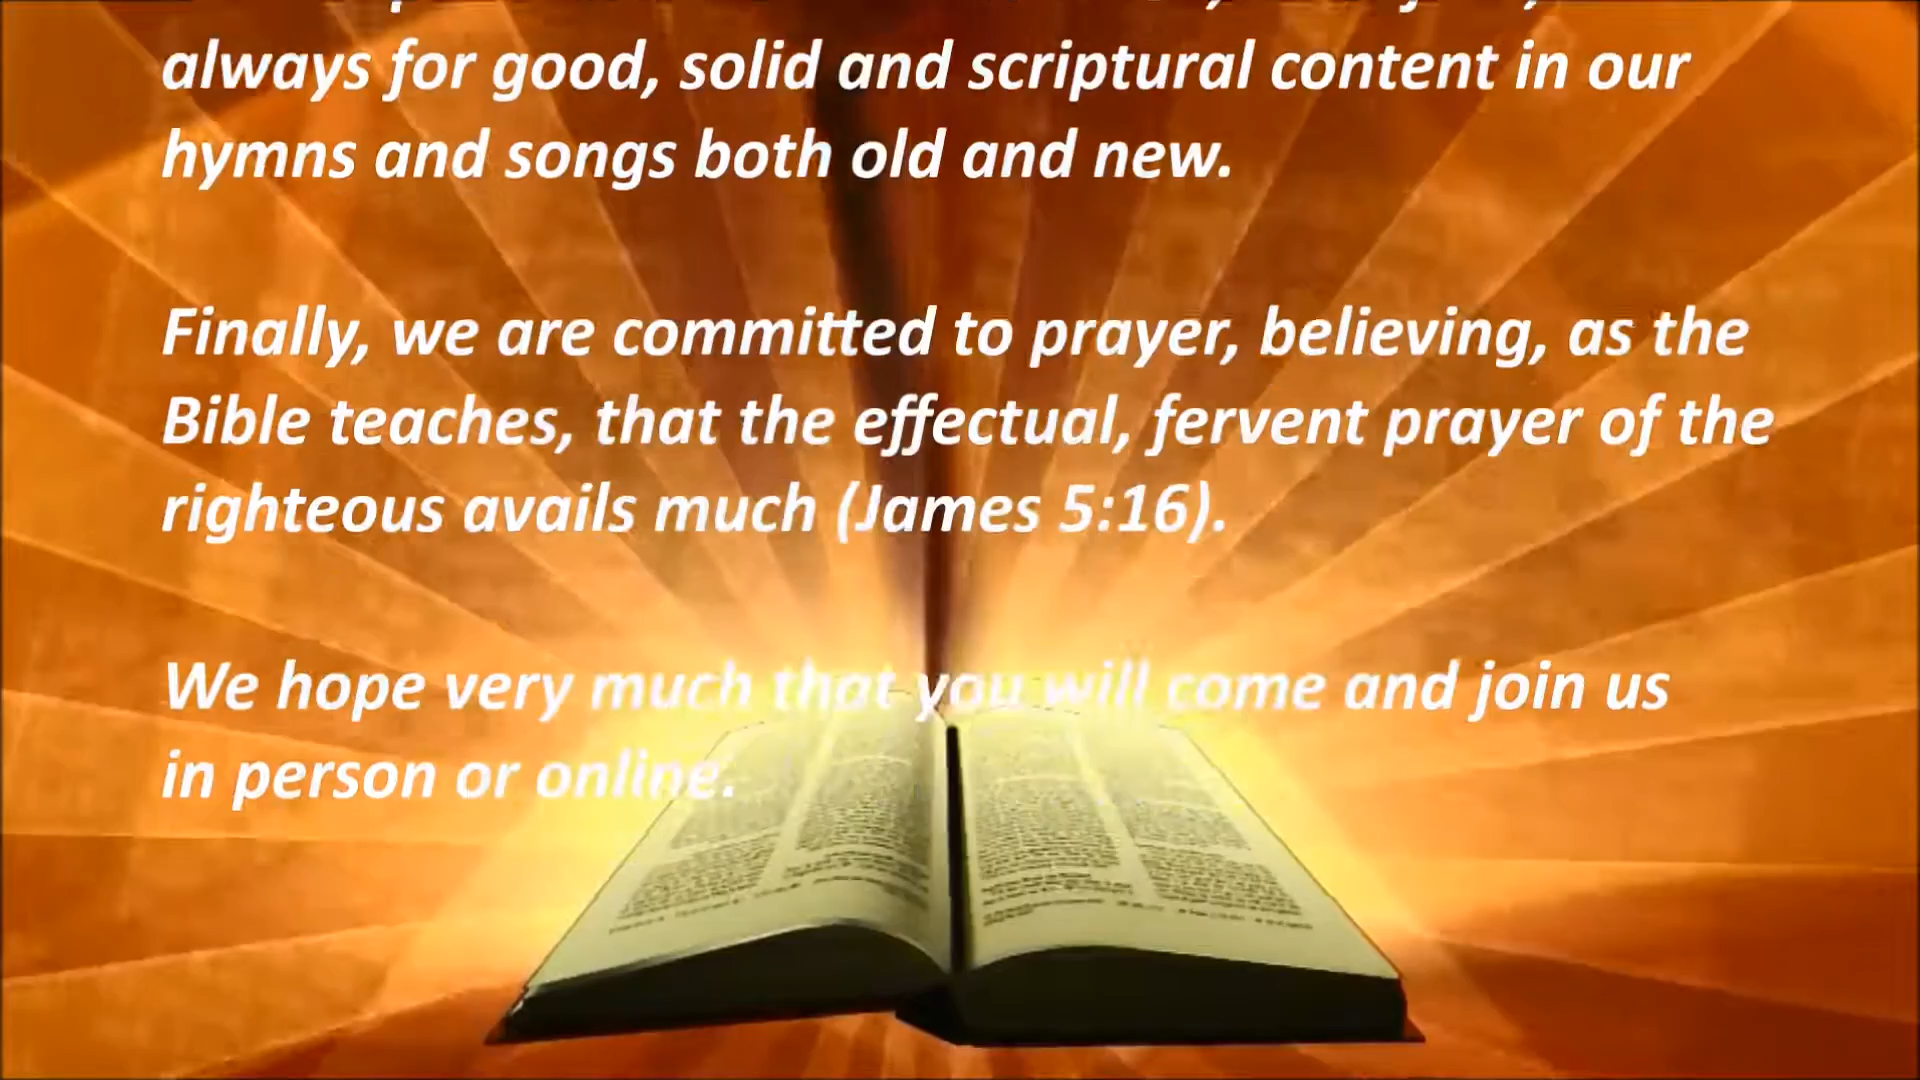 always for good, solid and scriptural content in our
hymns and songs both old and new.
Finally, we are committed to prayer, believing, as the
Bible teaches, that the effectual, fervent prayer of the
righteous avails much (James 5:16).
We hope very much that you will come and join us
in person or online.